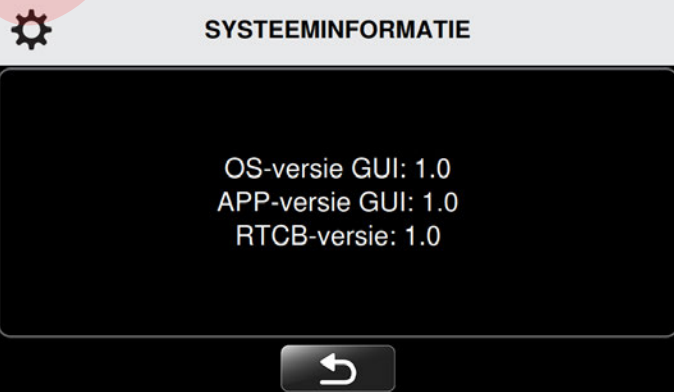 SYSTEEMINFORMATIE
OS-versie GUI: 1.0
APP-versie GUI: 1.0
RTCB-versie: 1.0